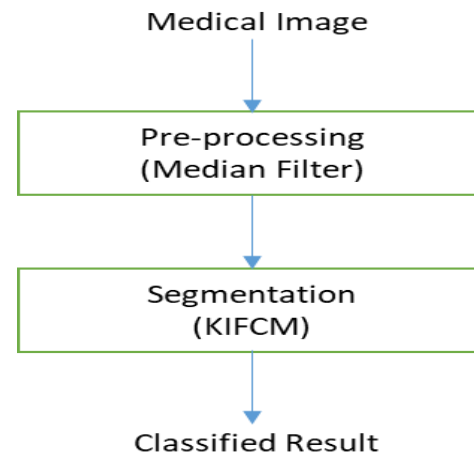 Medical Image
Pre-processing
(Median Filter)
Segmentation
(KIFCM)
Classified Result